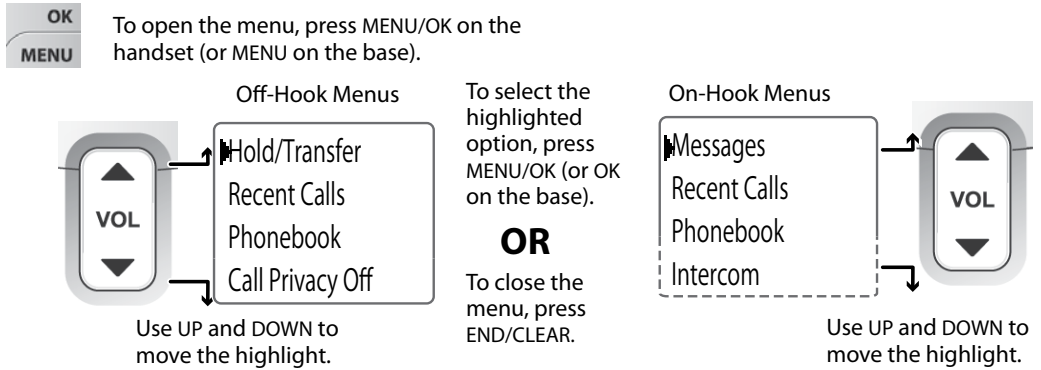 OK
MENU
To open the menu, press MENU/OK on the
handset (or MENU on the base).
Off-Hook Menus
VOL
Hold/Transfer
Recent Calls
Phonebook
Call Privacy Off
Use UP and DOWN to
move the highlight.
To select the
highlighted
option, press
MENU/OK (or OK
on the base).
OR
To close the
menu, press
END/CLEAR.
On-Hook Menus
Messages
Recent Calls
Phonebook
Intercom
VOL
Use UP and DOWN to
move the highlight.